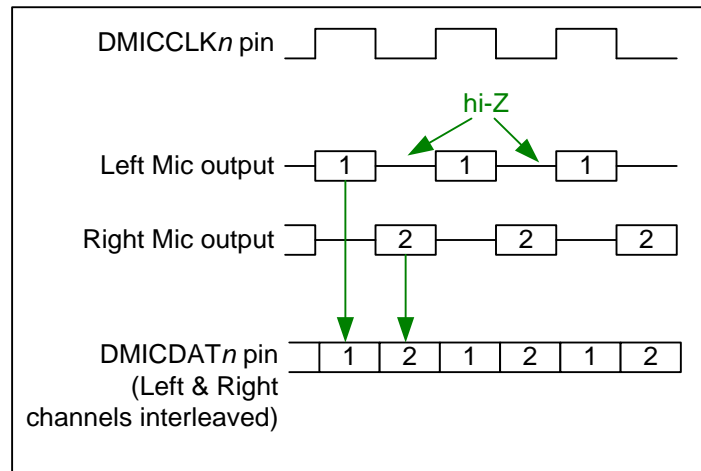 DMICCLKn pin
hi-Z
Left Mic output
1 1 1
Right Mic output
2 2 2
DMICDATn pin
(Left & Right
channels interleaved)
1 2 1 2 1 2